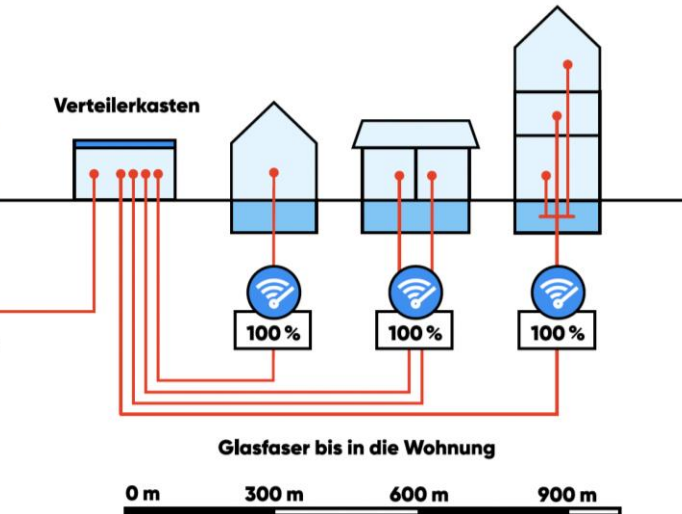 Verteilerkasten
100 %
100 %
100 %
Glasfaser bis in die Wohnung
0 m
300 m
600 m
900 m